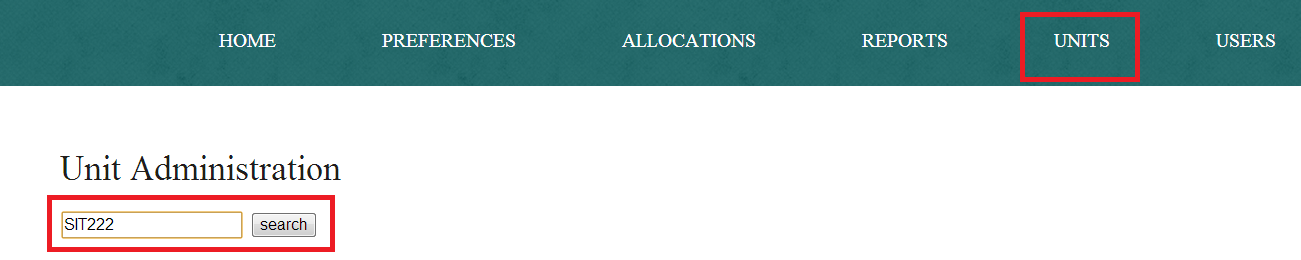 HOME PREFERENCES ALLOCATIONS REPORTS UNITS USERS
Unit Administration
SIT222 search